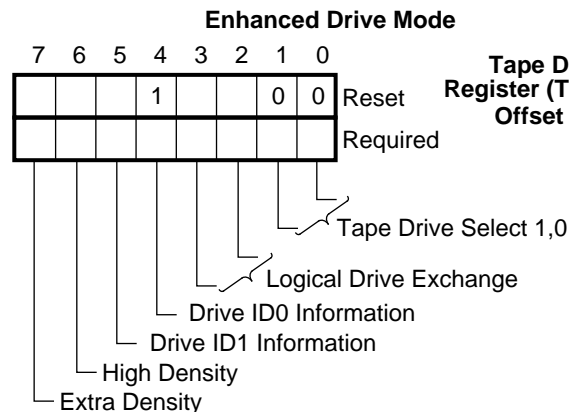 Enhanced Drive Mode
7 6 5 4 3 2 1 0
Tape D
1 0 0 Reset
Register (T
Offset
Required
Tape Drive Select 1,0
Logical Drive Exchange
Drive ID0 Information
Drive ID1 Information
High Density
Extra Density